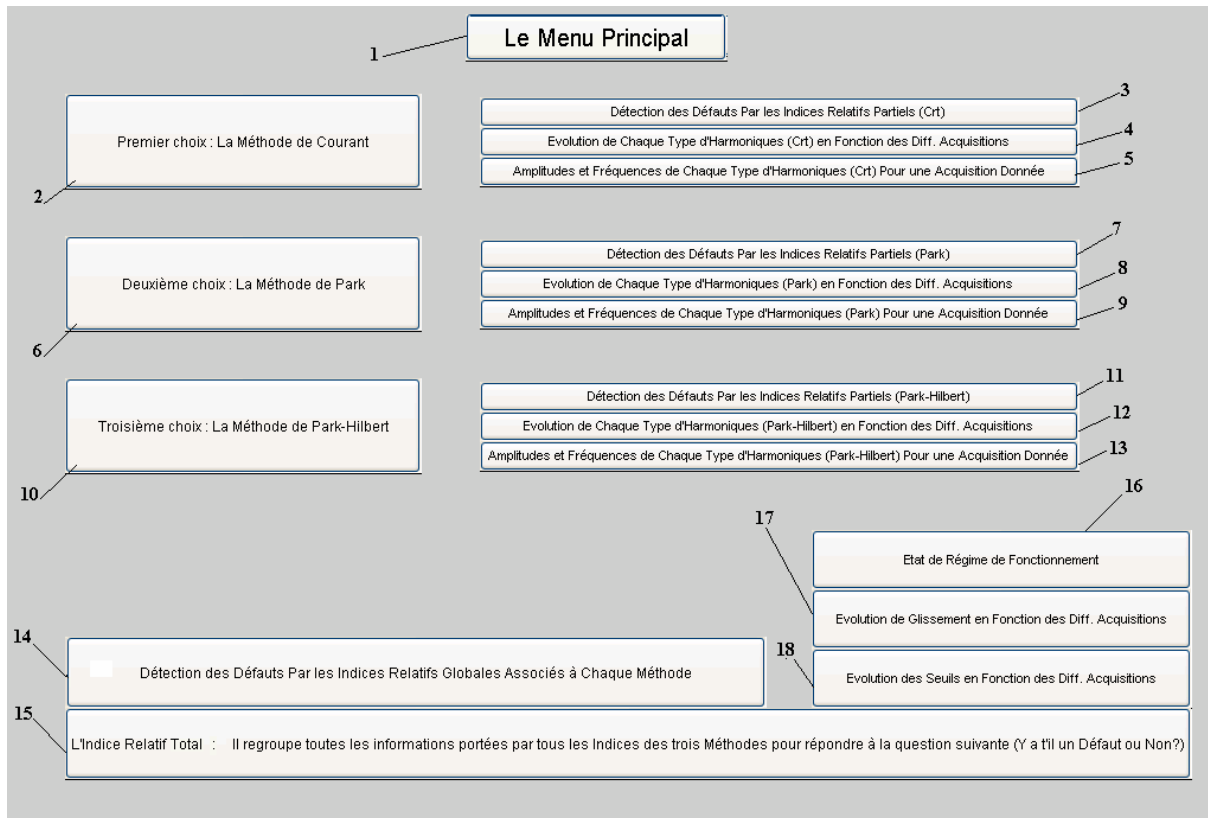 Le Menu Principal
1
Premier choix : La Méthode de Courant
2
Détection des Défauts Par les Indices Relatifs Partiels (Crt)
3
Evolution de Chaque Type d'Harmoniques (Crt) en Fonction des Diff. Acquisitions
4
Amplitudes et Fréquences de Chaque Type d'Harmoniques (Crt) Pour une Acquisition Donnée
5
Deuxième choix : La Méthode de Park
6
Détection des Défauts Par les Indices Relatifs Partiels (Park)
7
Evolution de Chaque Type d'Harmoniques (Park) en Fonction des Diff. Acquisitions
8
Amplitudes et Fréquences de Chaque Type d'Harmoniques (Park) Pour une Acquisition Donnée
9
Troisième choix : La Méthode de Park-Hilbert
10
Détection des Défauts Par les Indices Relatifs Partiels (Park-Hilbert)
11
Evolution de Chaque Type d'Harmoniques (Park-Hilbert) en Fonction des Diff. Acquisitions
12
Amplitudes et Fréquences de Chaque Type d'Harmoniques (Park-Hilbert) Pour une Acquisition Donnée
13
16
Etat de Régime de Fonctionnement
17
Evolution de Glissement en Fonction des Diff. Acquisitions
18
Evolution des Seuils en Fonction des Diff. Acquisitions
14
Détection des Défauts Par les Indices Relatifs Globales Associés à Chaque Méthode
15
L'Indice Relatif Total : Il regroupe toutes les informations portées par tous les Indices des trois Méthodes pour répondre à la question suivante (Y a t'il un Défaut ou Non?)